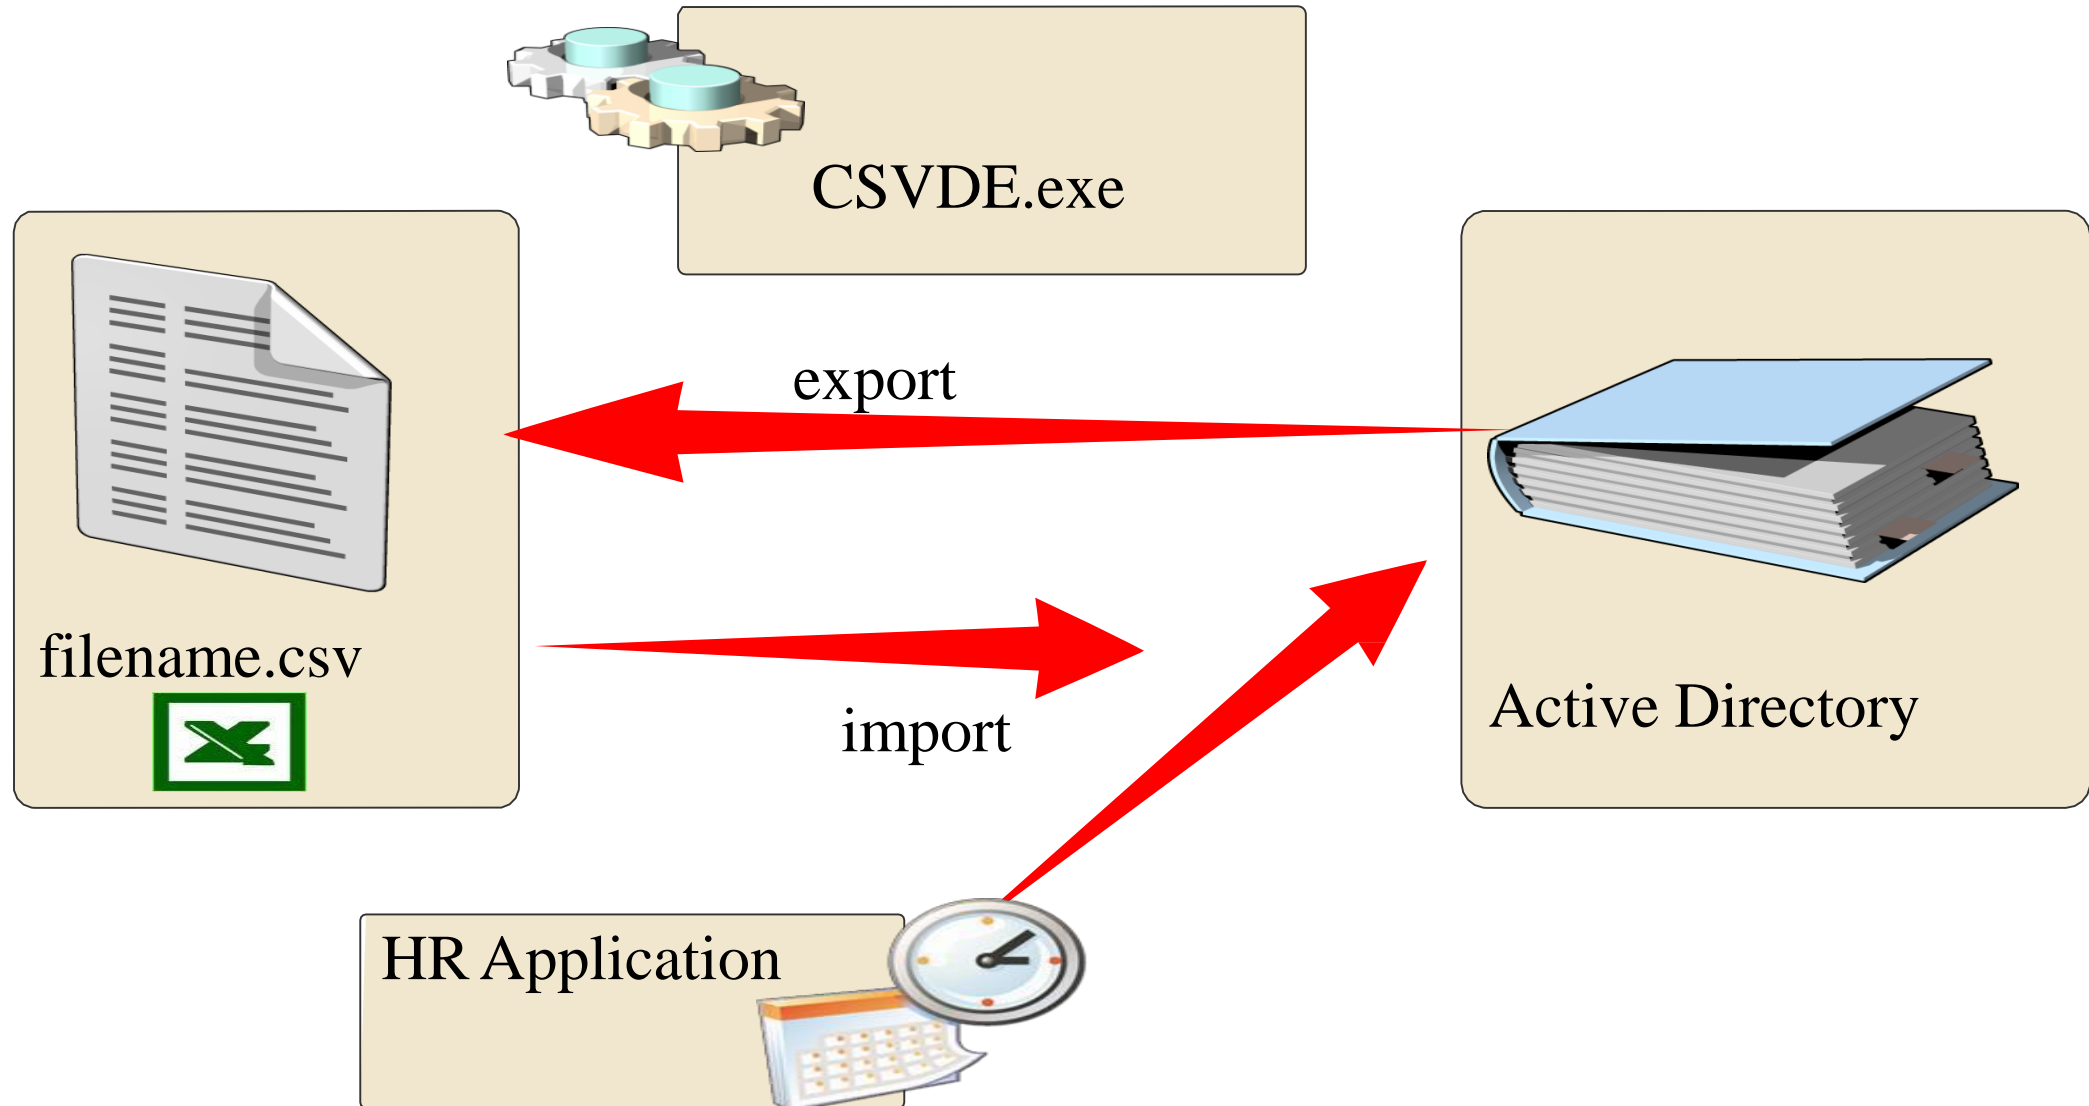 CSVDE.exe
export
filename.csv
import
Active Directory
HR Application